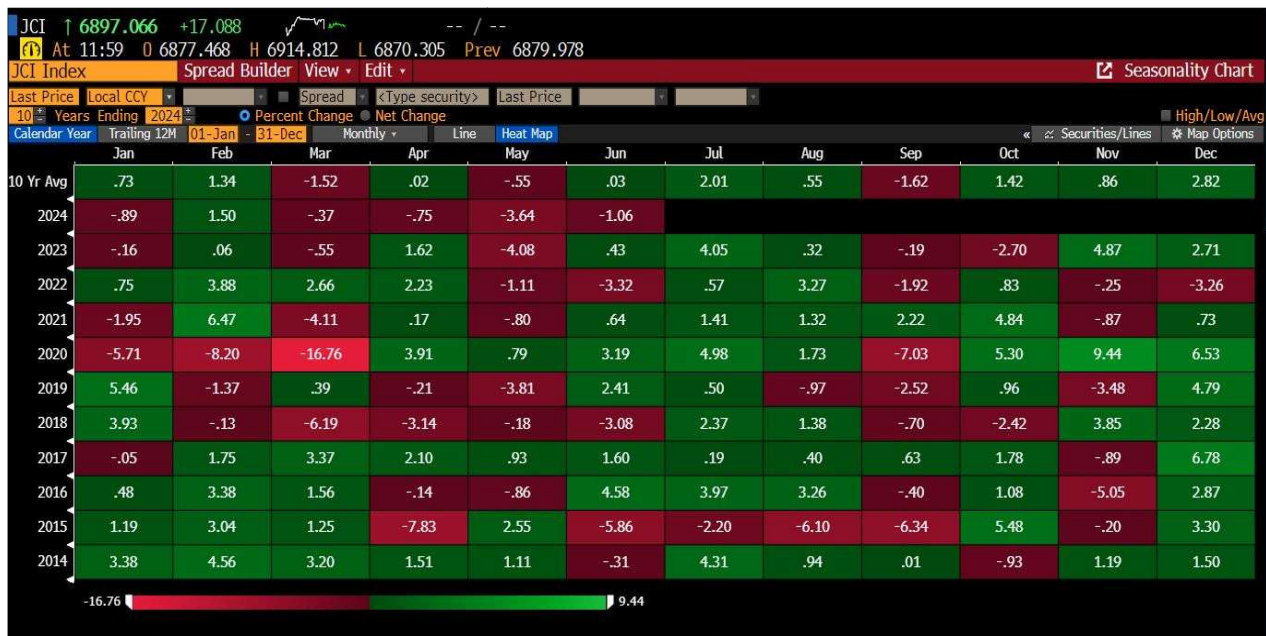 JCI ↑ 6897.066 +17.088 -- / --
At 11:59 O 6877.468 H 6914.812 L 6870.305 Prev 6879.978
JCI Index Spread Builder View Edit Seasonality Chart
Last Price Local CCY Spread <Type security> Last Price
10 Years Ending 2024 Percent Change Net Change High/Low/Avg
Calendar Year Trailing 12M 01-Jan - 31-Dec Monthly Line Heat Map « Securities/Lines Map Options
Jan Feb Mar Apr May Jun Jul Aug Sep Oct Nov Dec
10 Yr Avg .73 1.34 -1.52 .02 -.55 .03 2.01 .55 -1.62 1.42 .86 2.82
2024 -.89 1.50 -.37 -.75 -3.64 -1.06
2023 -.16 .06 -.55 1.62 -4.08 .43 4.05 .32 -.19 -2.70 4.87 2.71
2022 .75 3.88 2.66 2.23 -1.11 -3.32 .57 3.27 -1.92 .83 -.25 -3.26
2021 -1.95 6.47 -4.11 .17 -.80 .64 1.41 1.32 2.22 4.84 -.87 .73
2020 -5.71 -8.20 -16.76 3.91 .79 3.19 4.98 1.73 -7.03 5.30 9.44 6.53
2019 5.46 -1.37 .39 -.21 -3.81 2.41 .50 -.97 -2.52 .96 -3.48 4.79
2018 3.93 -.13 -6.19 -3.14 -.18 -3.08 2.37 1.38 -.70 -2.42 3.85 2.28
2017 -.05 1.75 3.37 2.10 .93 1.60 .19 .40 .63 1.78 -.89 6.78
2016 .48 3.38 1.56 -.14 -.86 4.58 3.97 3.26 -.40 1.08 -5.05 2.87
2015 1.19 3.04 1.25 -7.83 2.55 -5.86 -2.20 -6.10 -6.34 5.48 -.20 3.30
2014 3.38 4.56 3.20 1.51 1.11 -.31 4.31 .94 .01 -.93 1.19 1.50
-16.76 9.44